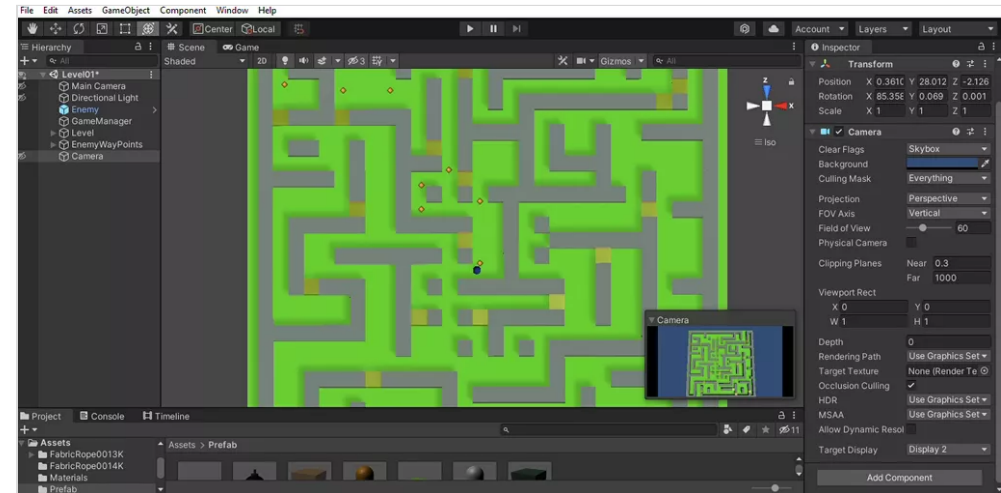 File Edit Assets GameObject Component Window Help
Center Local Account Layers Layout
Hierarchy Scene Game Inspector
All Shaded 2D 3 Gizmos All Transform
Level01* Position X 0.3610 Y 28.012 Z -2.126
Main Camera Rotation X 85.358 Y 0.069 Z 0.001
Directional Light Scale X 1 Y 1 Z 1
Enemy z x
GameManager Camera
Level Iso
EnemyWayPoints Clear Flags Skybox
Camera Background
Culling Mask Everything
Projection Perspective
FOV Axis Vertical
Field of View 60
Physical Camera
Clipping Planes Near 0.3
Far 1000
Viewport Rect
X 0 Y 0
Camera W 1 H 1
Depth 0
Rendering Path Use Graphics Set
Target Texture None (Render Te
Occlusion Culling
HDR Use Graphics Set
MSAA Use Graphics Set
Project Console Timeline
Allow Dynamic Resol
11
Assets Assets > Prefab Target Display Display 2
FabricRope0013K
FabricRope0014K
Materials Add Component
Prefab